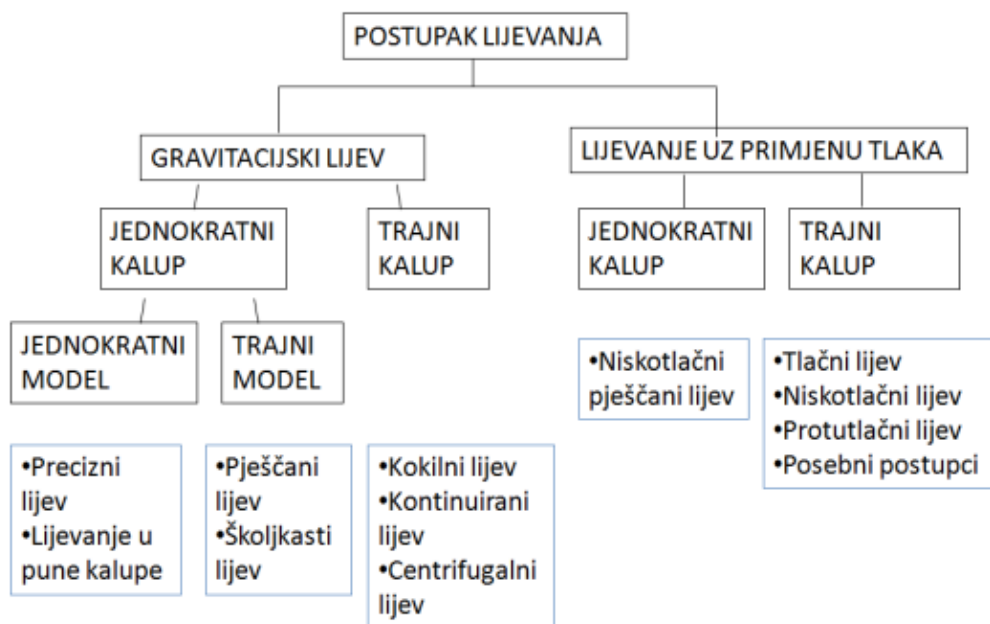 POSTUPAK LIJEVANJA
GRAVITACIJSKI LIJEV
LIJEVANJE UZ PRIMJENU TLAKA
JEDNOKRATNI
KALUP
TRAJNI
KALUP
JEDNOKRATNI
KALUP
TRAJNI
KALUP
JEDNOKRATNI
MODEL
TRAJNI
MODEL
•Niskotlačni
pješčani lijev
•Tlačni lijev
•Niskotlačni lijev
•Protutlačni lijev
•Posebni postupci
•Precizni
lijev
•Lijevanje u
pune kalupe
•Pješčani
lijev
•Školjkasti
lijev
•Kokilni lijev
•Kontinuirani
lijev
•Centrifugalni
lijev